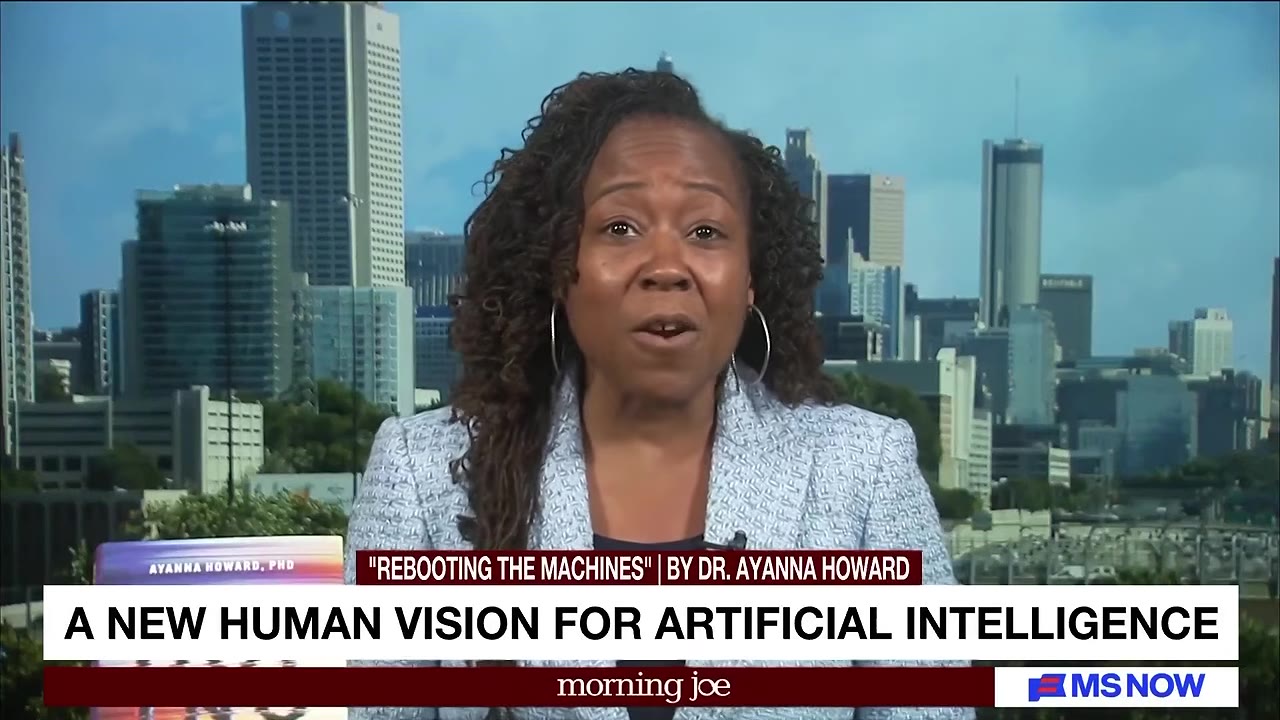 AYANNA HOWARD, PHD
"REBOOTING THE MACHINES" | BY DR. AYANNA HOWARD
A NEW HUMAN VISION FOR ARTIFICIAL INTELLIGENCE
morning joe
MS NOW